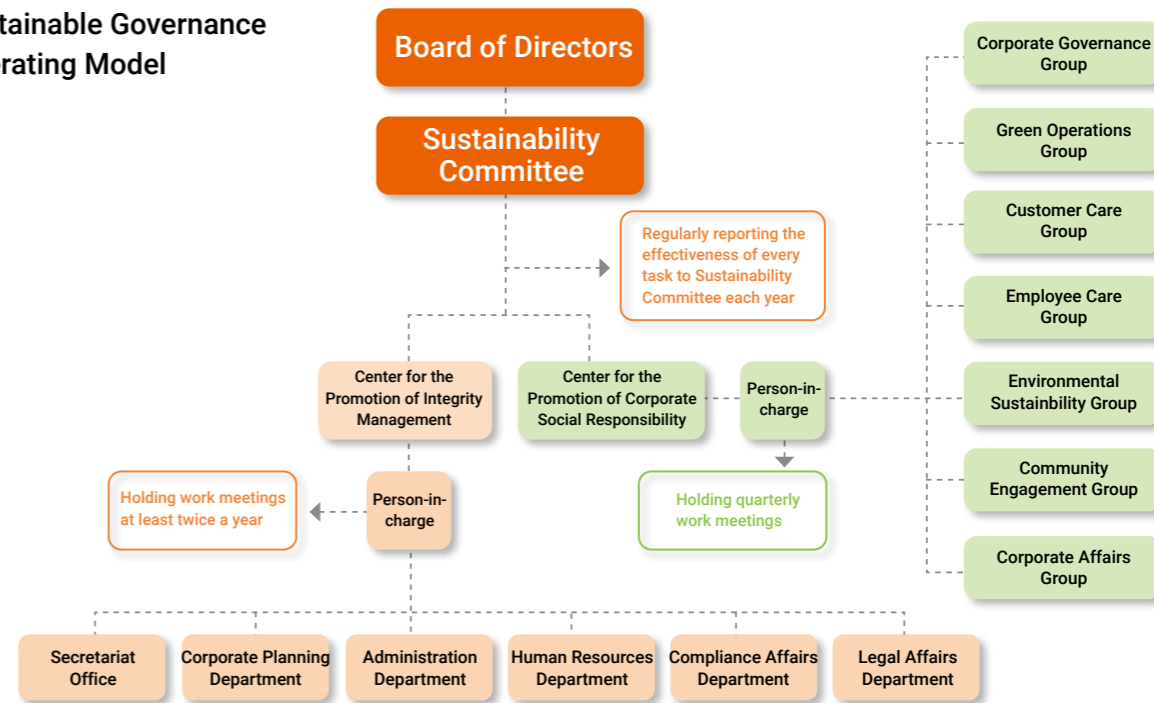 tainable Governance
erating Model
Board of Directors
Sustainability
Committee
Regularly reporting the
effectiveness of every
task to Sustainability
Committee each year
Center for the
Promotion of Integrity
Management
Center for the
Promotion of Corporate
Social Responsibility
Person-in-
charge
Holding work meetings
at least twice a year
Person-in-
charge
Holding quarterly
work meetings
Corporate Governance
Group
Green Operations
Group
Customer Care
Group
Employee Care
Group
Environmental
Sustainbility Group
Community
Engagement Group
Corporate Affairs
Group
Secretariat
Office
Corporate Planning
Department
Administration
Department
Human Resources
Department
Compliance Affairs
Department
Legal Affairs
Department